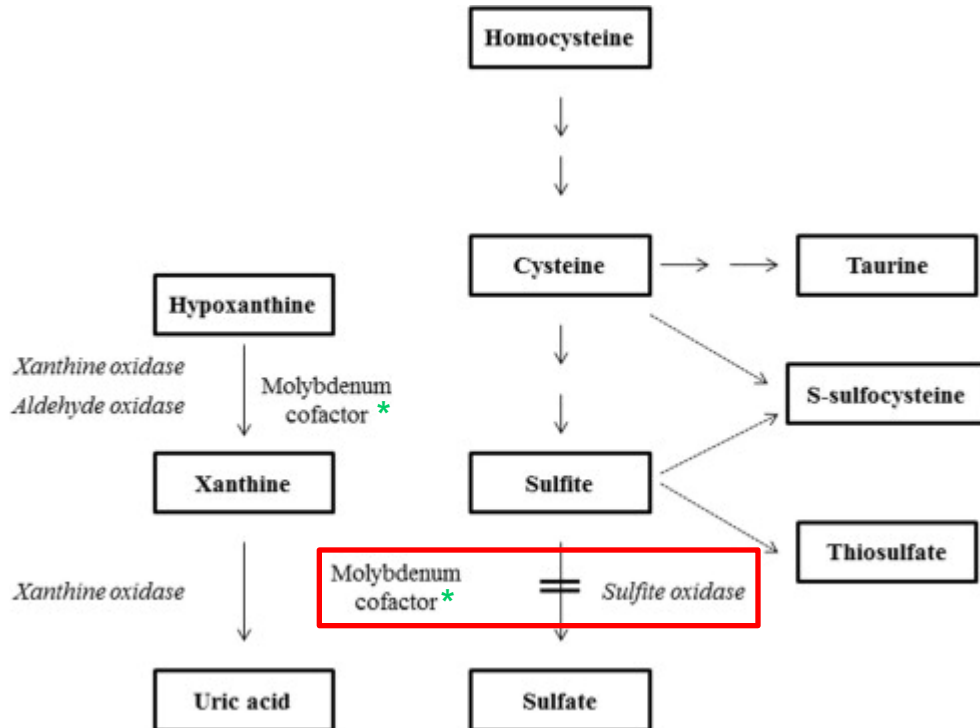 Homocysteine
Cysteine
Taurine
Hypoxanthine
Xanthine oxidase
Aldehyde oxidase
Molybdenum
cofactor *
S-sulfocysteine
Xanthine
Sulfite
Thiosulfate
Xanthine oxidase
Molybdenum
cofactor *
Sulfite oxidase
Uric acid
Sulfate